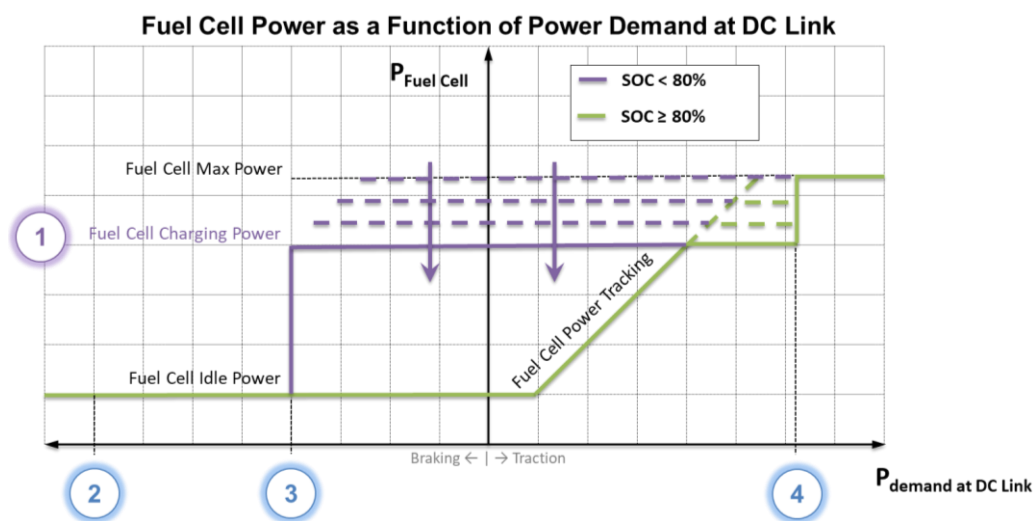 Fuel Cell Power as a Function of Power Demand at DC Link
P Fuel Cell
SOC < 80%
SOC ≥ 80%
Fuel Cell Max Power
1
Fuel Cell Charging Power
Fuel Cell Power Tracking
Fuel Cell Idle Power
Braking ← | → Traction
2
3
4
P demand at DC Link